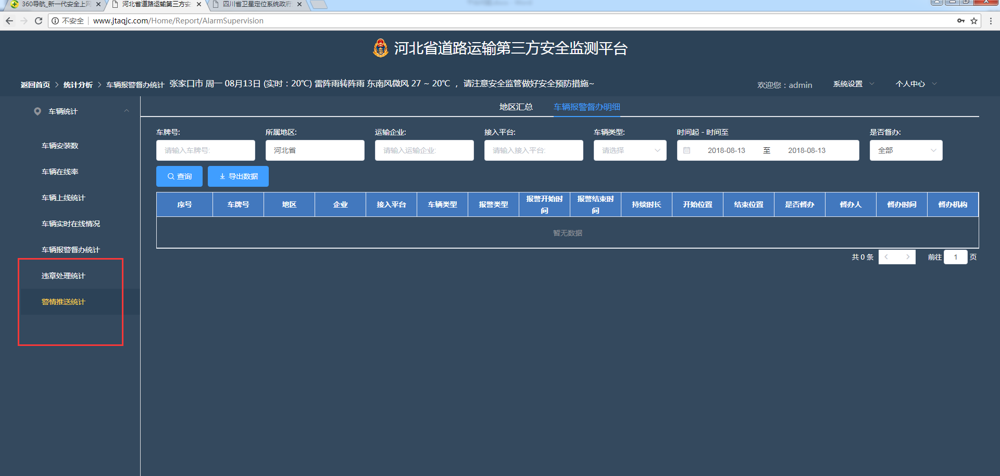 360导航_新一代安全上网
河北省道路运输第三方安
四川省卫星定位系统政府
不安全 www.jtaqjc.com/Home/Report/AlarmSupervision
河北省道路运输第三方安全监测平台
返回首页 > 统计分析 > 车辆报警督办统计 张家口市 周一 08月13日 (实时：20℃) 雷阵雨转阵雨 东南风微风 27 ~ 20℃ ， 请注意安全监管做好安全预防措施~
欢迎您：admin 系统设置 个人中心
车辆统计
车辆安装数
车辆在线率
车辆上线统计
车辆实时在线情况
车辆报警督办统计
违章处理统计
警情推送统计
地区汇总 车辆报警督办明细
车牌号: 所属地区: 运输企业: 接入平台: 车辆类型: 时间起 - 时间至 是否督办:
请输入车牌号: 河北省 请输入运输企业: 请输入接入平台: 请选择 2018-08-13 至 2018-08-13 全部
查询 导出数据
序号 车牌号 地区 企业 接入平台 车辆类型 报警类型 报警开始时间 报警结束时间 持续时长 开始位置 结束位置 是否督办 督办人 督办时间 督办机构
暂无数据
共 0 条 前往 1 页